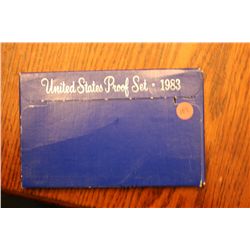 United States Proof Set · 1983